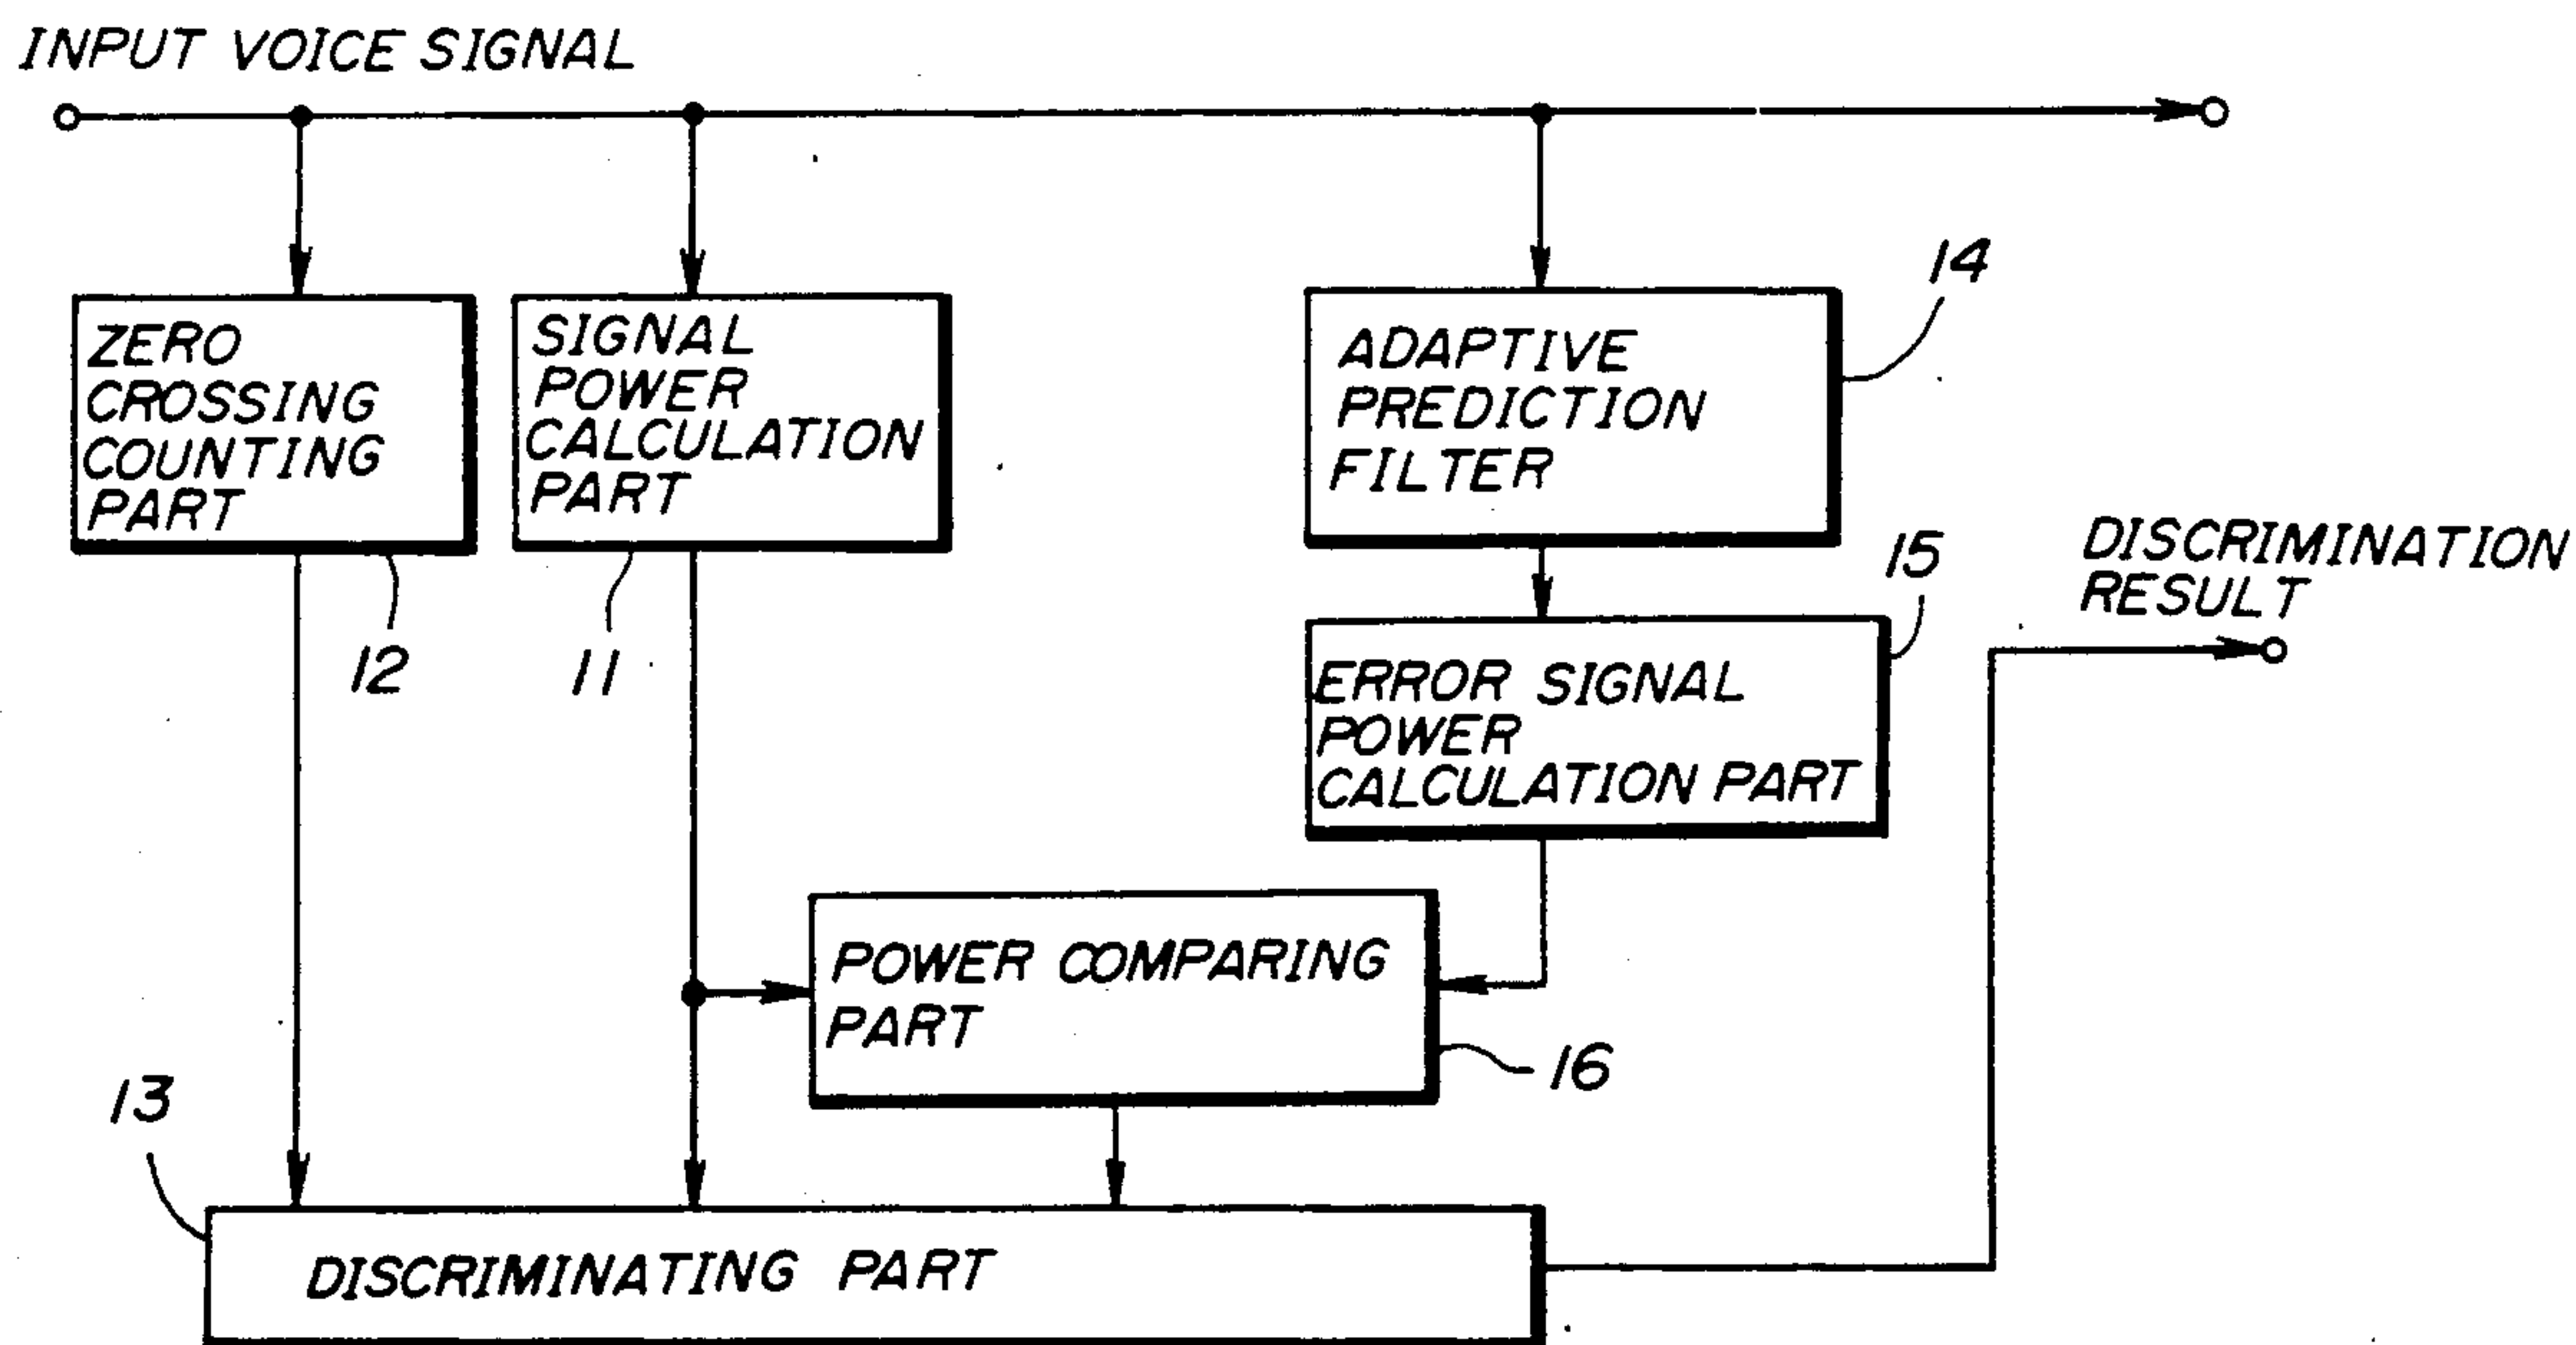 INPUT VOICE SIGNAL
ZERO
CROSSING
COUNTING
PART
12
SIGNAL
POWER
CALCULATION
PART
11
ADAPTIVE
PREDICTION
FILTER
14
ERROR SIGNAL
POWER
CALCULATION PART
15
DISCRIMINATION
RESULT
POWER COMPARING
PART
16
13
DISCRIMINATING PART